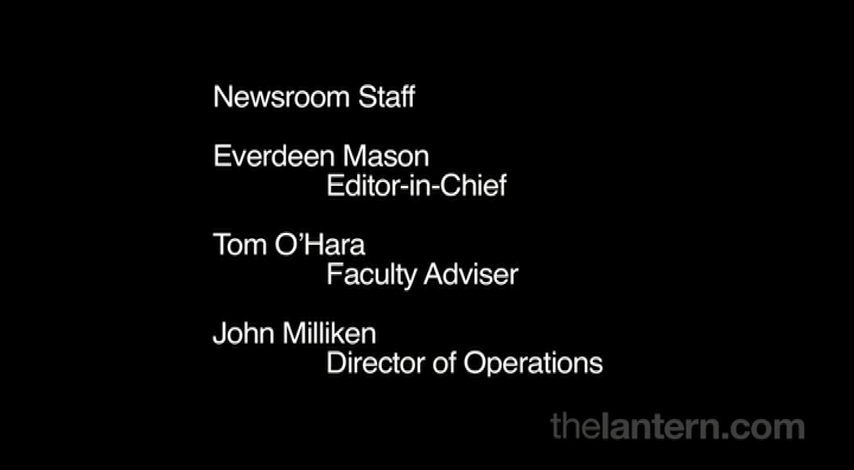 Newsroom Staff
Everdeen Mason
Editor-in-Chief
Tom O'Hara
Faculty Adviser
John Milliken
Director of Operations
thelantern.com